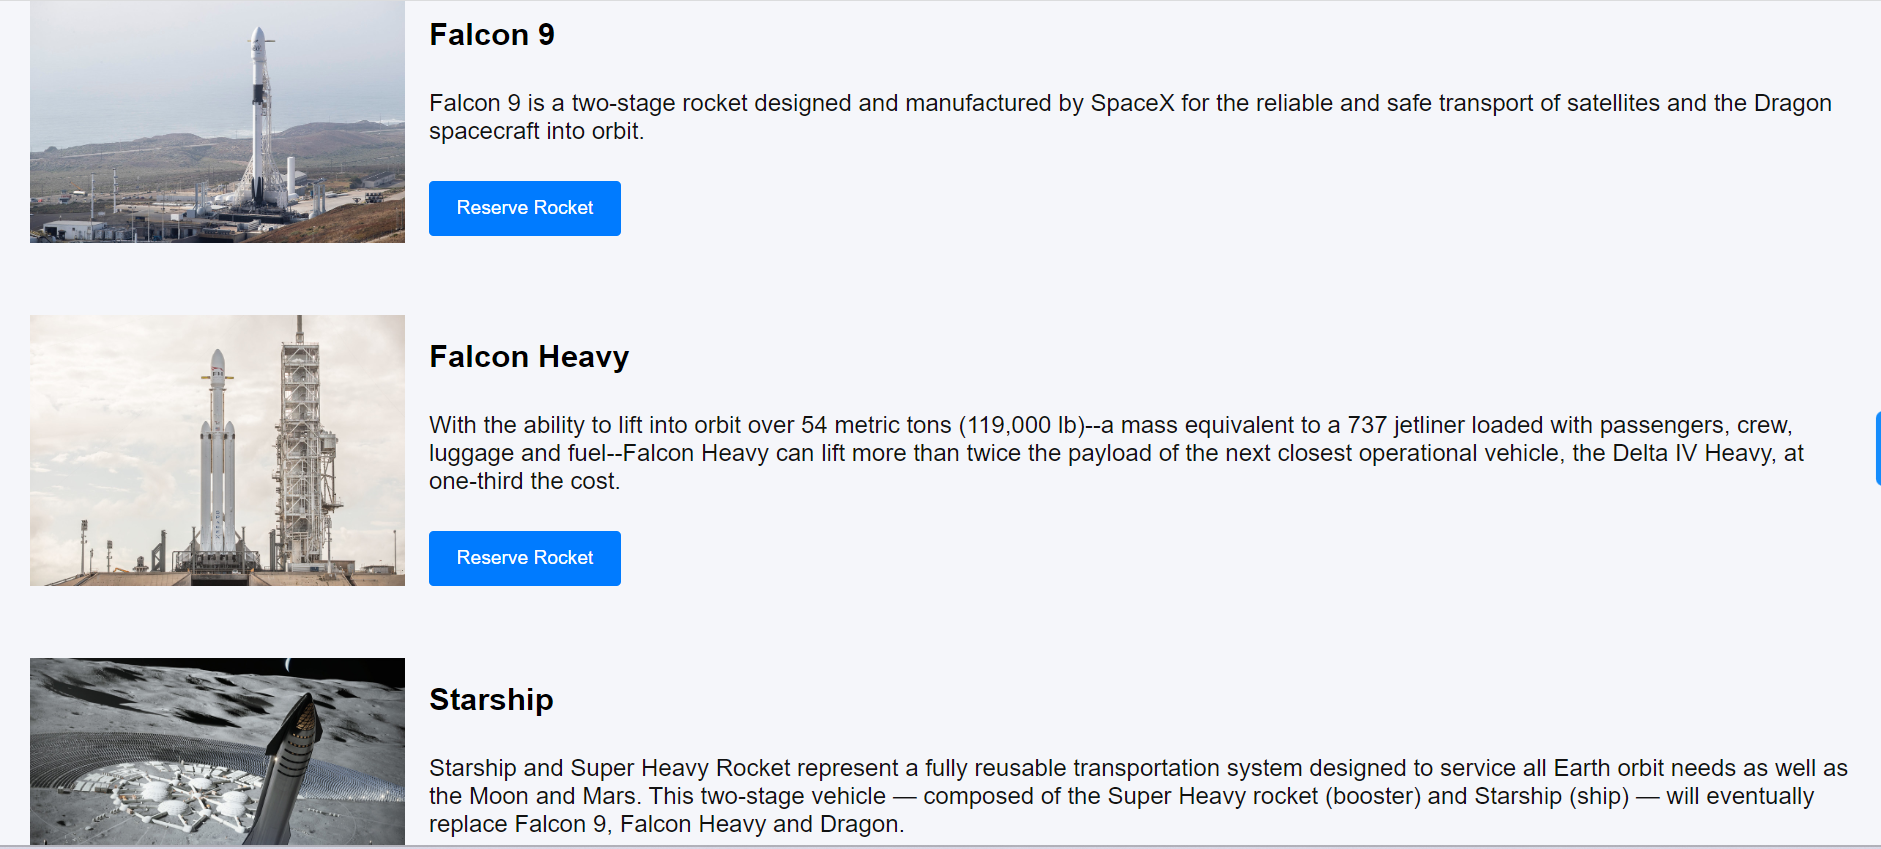 Falcon 9
Falcon 9 is a two-stage rocket designed and manufactured by SpaceX for the reliable and safe transport of satellites and the Dragon
spacecraft into orbit.
Reserve Rocket
Falcon Heavy
With the ability to lift into orbit over 54 metric tons (119,000 lb)--a mass equivalent to a 737 jetliner loaded with passengers, crew,
luggage and fuel--Falcon Heavy can lift more than twice the payload of the next closest operational vehicle, the Delta IV Heavy, at
one-third the cost.
Reserve Rocket
Starship
Starship and Super Heavy Rocket represent a fully reusable transportation system designed to service all Earth orbit needs as well as
the Moon and Mars. This two-stage vehicle — composed of the Super Heavy rocket (booster) and Starship (ship) — will eventually
replace Falcon 9, Falcon Heavy and Dragon.